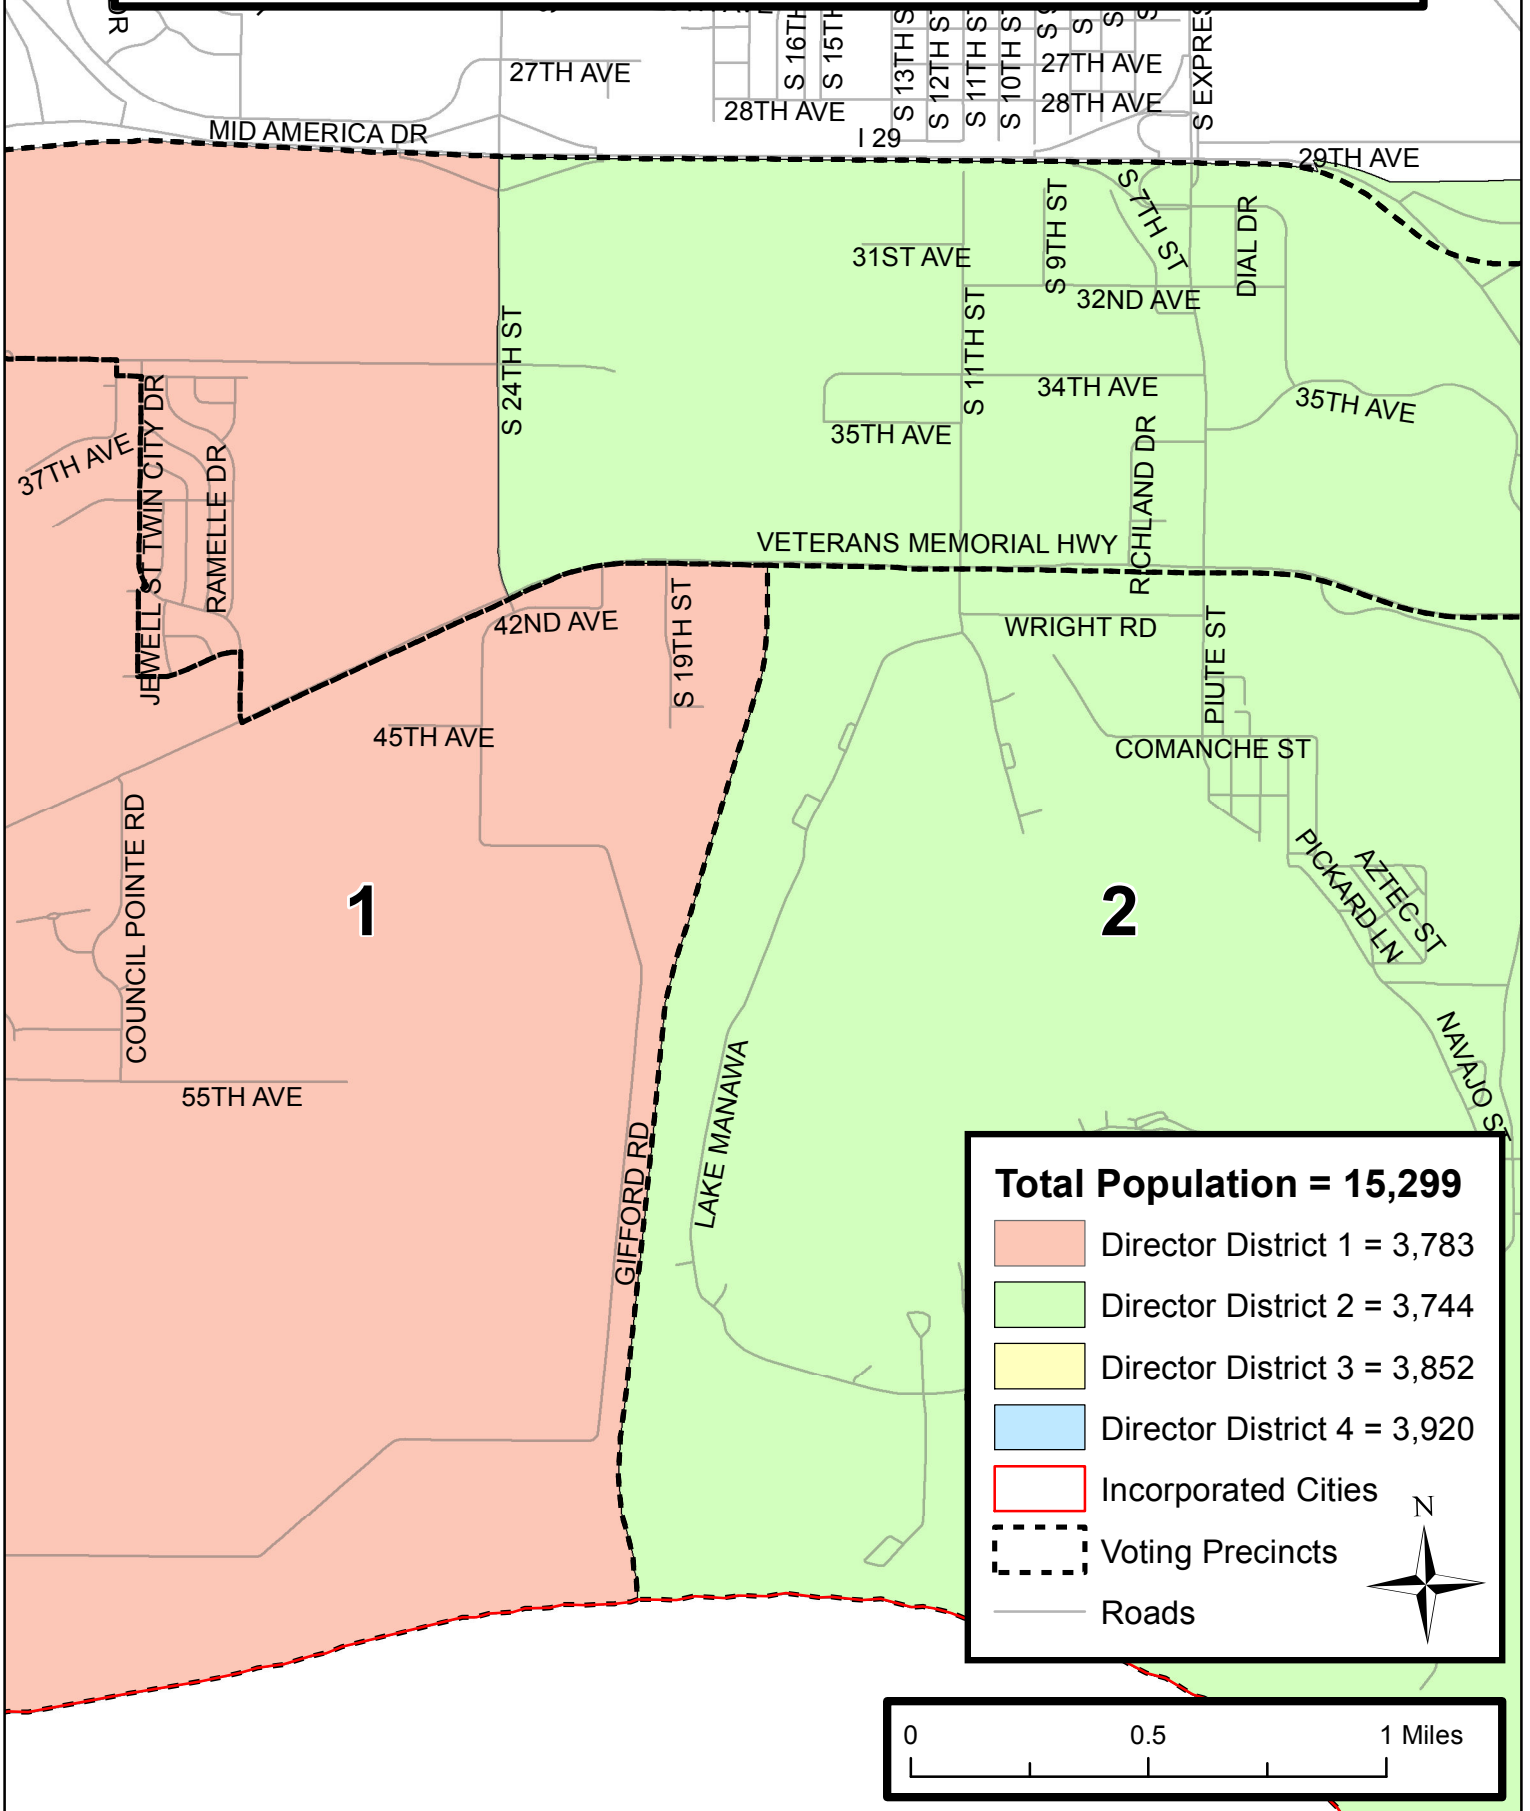 DR
S 16TH
S 15TH
S 13TH S
S 12TH S
S 11TH S
S 10TH S
S
S
S
S EXPRES
27TH AVE
27TH AVE
28TH AVE
28TH AVE
MID AMERICA DR
I 29
29TH AVE
S 7TH ST
S 9TH ST
DIAL DR
31ST AVE
32ND AVE
S 24TH ST
S 11TH ST
34TH AVE
35TH AVE
35TH AVE
37TH AVE
TWIN CITY DR
RAMELLE DR
RICHLAND DR
VETERANS MEMORIAL HWY
JEWELL ST
42ND AVE
S 19TH ST
WRIGHT RD
PIUTE ST
45TH AVE
COMANCHE ST
COUNCIL POINTE RD
1
2
PICKARD LN
AZTEC ST
NAVAJO ST
55TH AVE
LAKE MANAWA
GIFFORD RD
Total Population = 15,299
Director District 1 = 3,783
Director District 2 = 3,744
Director District 3 = 3,852
Director District 4 = 3,920
Incorporated Cities
N
Voting Precincts
Roads
0 0.5 1 Miles